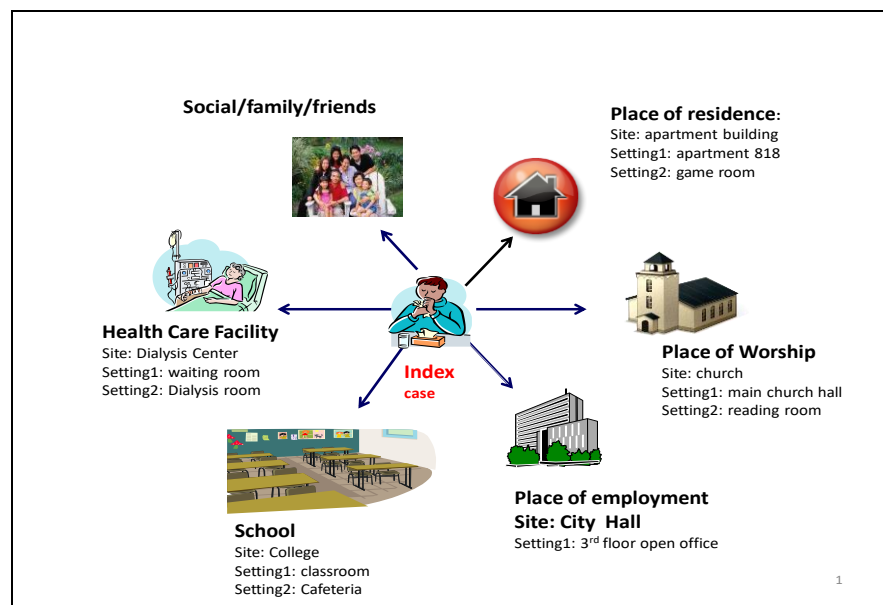 Social/family/friends
Place of residence:
Site: apartment building
Setting1: apartment 818
Setting2: game room
Health Care Facility
Site: Dialysis Center
Setting1: waiting room
Setting2: Dialysis room
Index
case
Place of Worship
Site: church
Setting1: main church hall
Setting2: reading room
School
Site: College
Setting1: classroom
Setting2: Cafeteria
Place of employment
Site: City Hall
Setting1: 3rd floor open office
1